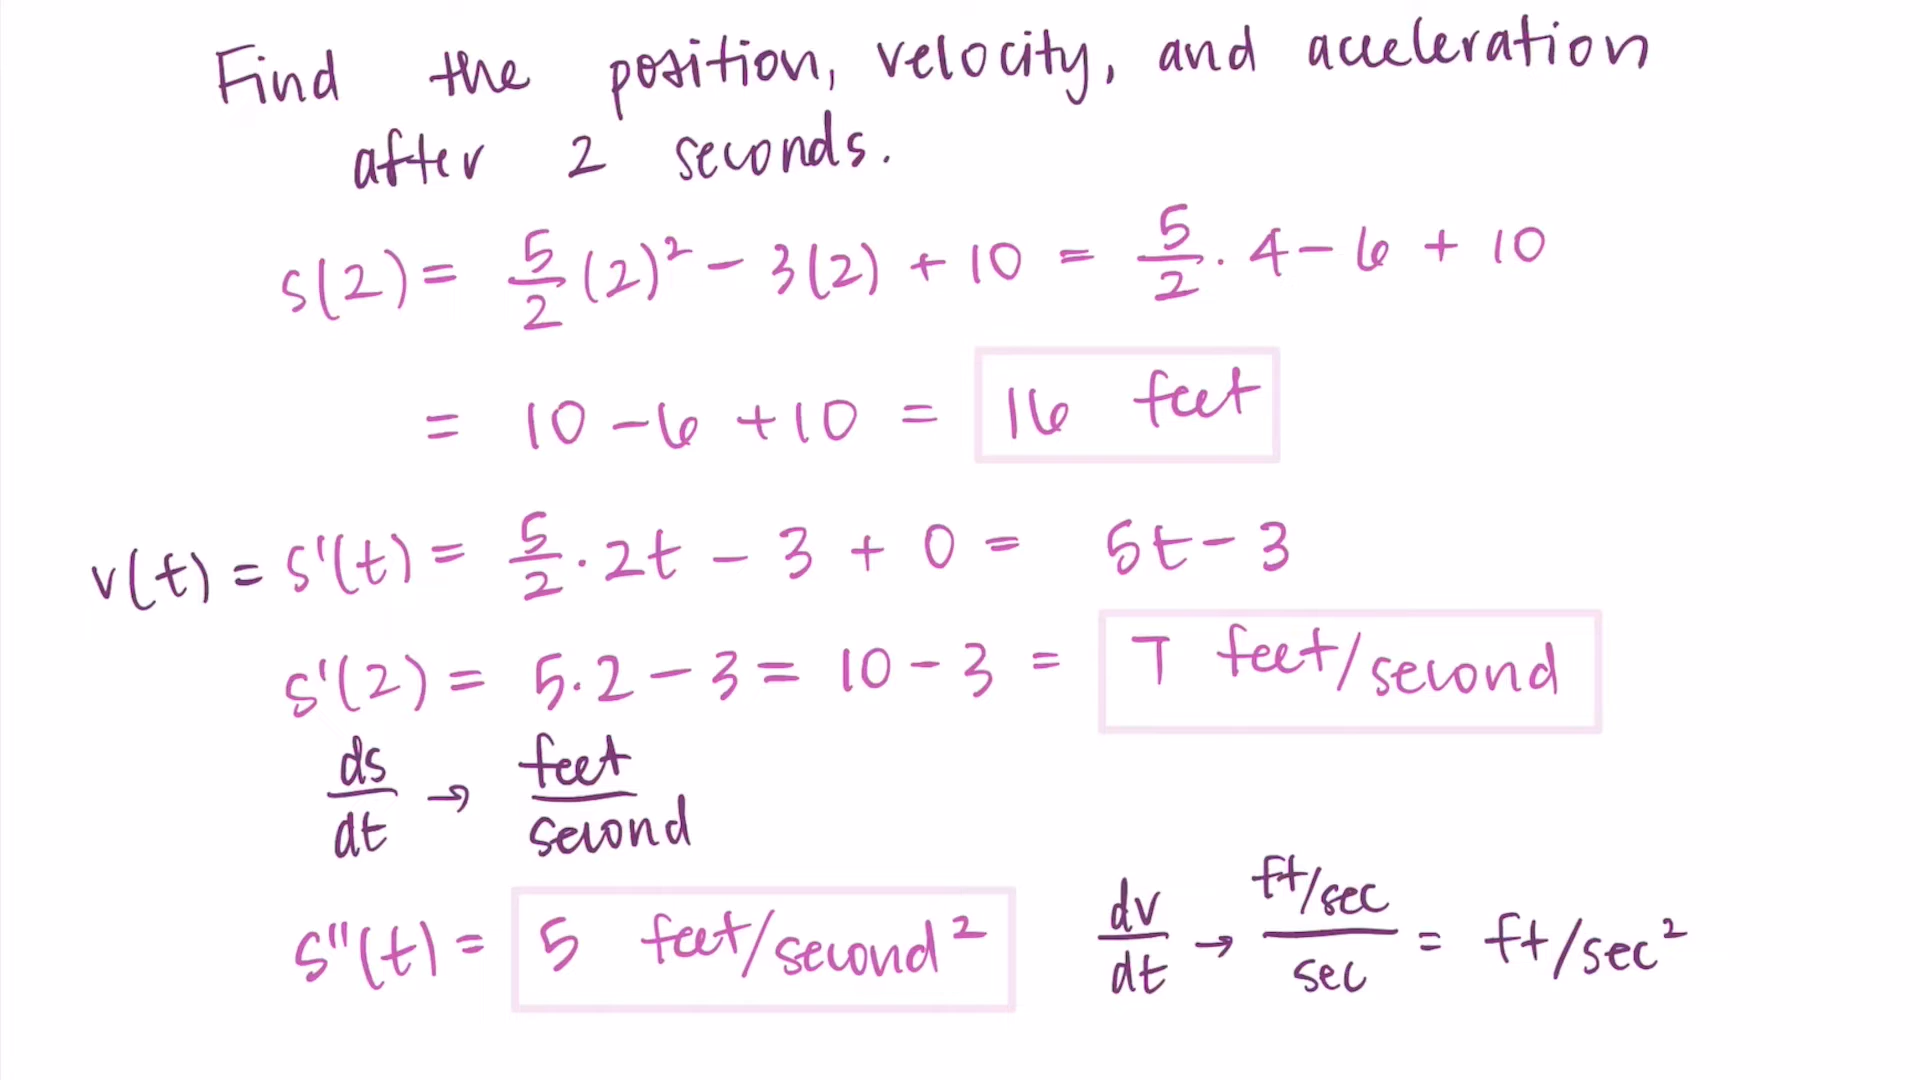 Find the position, velocity, and acceleration
after 2 seconds.
s(2) = 5/2 (2)² - 3(2) + 10 = 5/2 · 4 - 6 + 10
= 10 - 6 + 10 = 16 feet
v(t) = s'(t) = 5/2 · 2t - 3 + 0 = 5t - 3
s'(2) = 5·2 - 3 = 10 - 3 = 7 feet/second
ds/dt → feet/second
s''(t) = 5 feet/second² dv/dt → ft/sec/sec = ft/sec²